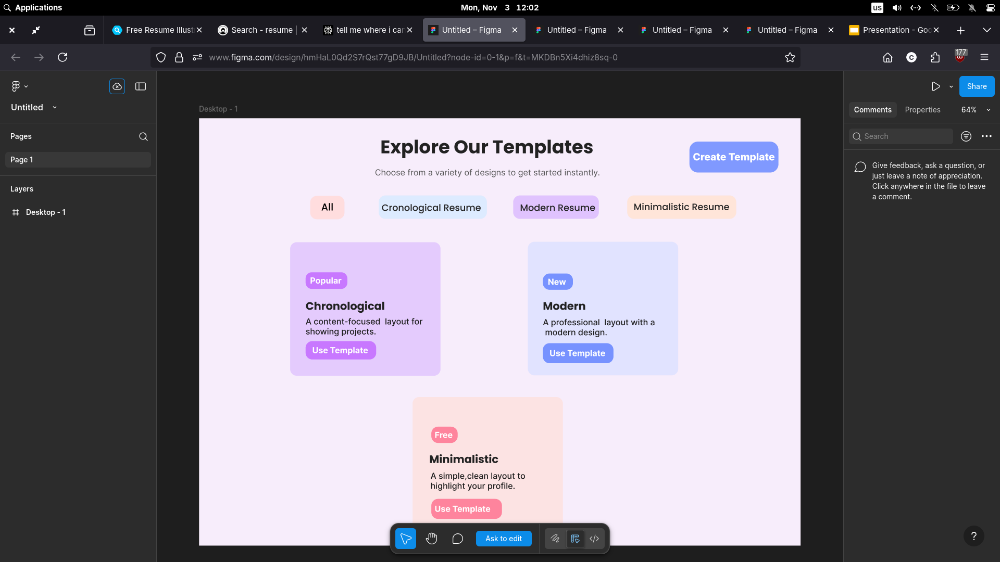 Applications
Mon, Nov 3 12:02
us
Free Resume Illust
Search - resume |
tell me where i can
Untitled – Figma
Untitled – Figma
Untitled – Figma
Untitled – Figma
Presentation - Goo
www.figma.com/design/hmHaL0Qd2S7rQst77gD9JB/Untitled?node-id=0-1&p=f&t=MKDBn5Xi4dhiz8sq-0
177
Untitled
Pages
Page 1
Layers
Desktop - 1
Desktop - 1
Explore Our Templates
Choose from a variety of designs to get started instantly.
Create Template
All
Cronological Resume
Modern Resume
Minimalistic Resume
Popular
Chronological
A content-focused layout for
showing projects.
Use Template
New
Modern
A professional layout with a
modern design.
Use Template
Free
Minimalistic
A simple,clean layout to
highlight your profile.
Use Template
Ask to edit
Share
Comments
Properties
64%
Search
Give feedback, ask a question, or
just leave a note of appreciation.
Click anywhere in the file to leave
a comment.
?